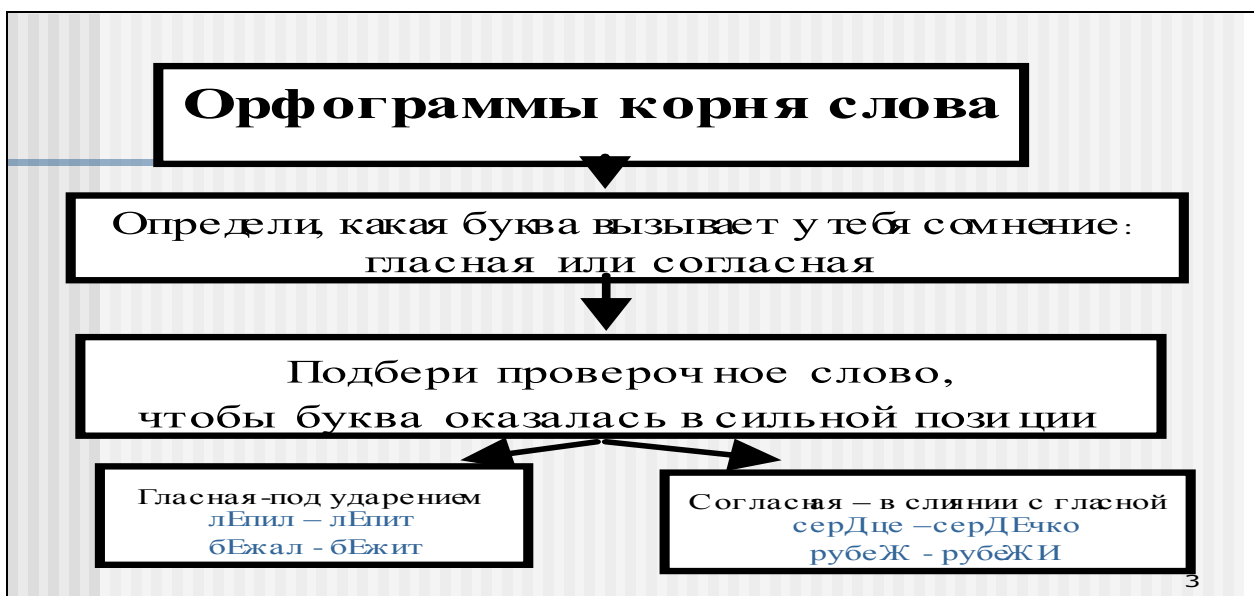 Орфограммы корня слова
Определи, какая буква вызывает у тебя сомнение:
гласная или согласная
Подбери проверочное слово,
чтобы буква оказалась в сильной позиции
Гласная-под ударением
лЕпил – лЕпит
бЕжал - бЕжит
Согласная – в слиянии с гласной
серДце –серДЕчко
рубеЖ - рубеЖИ
3